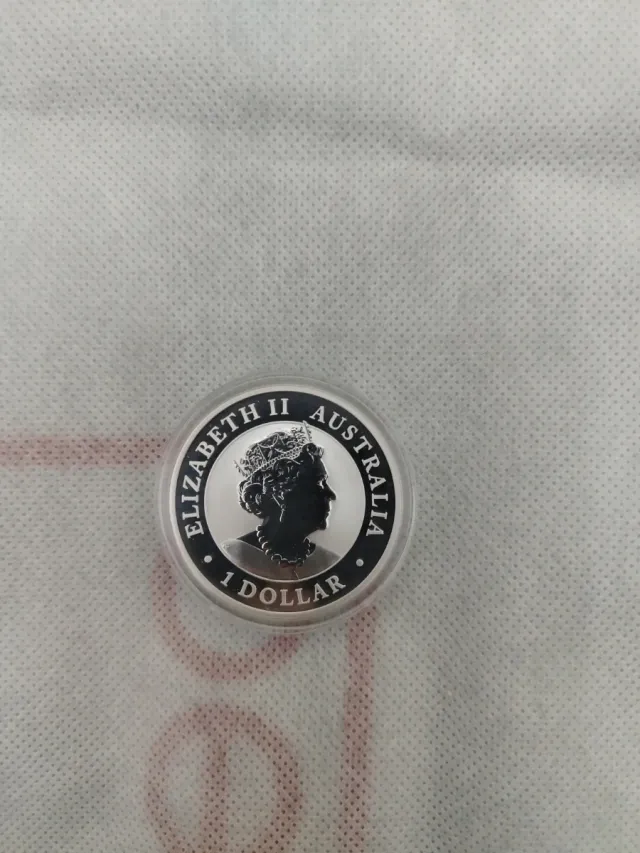 ELIZABETH II AUSTRALIA
• 1 DOLLAR •